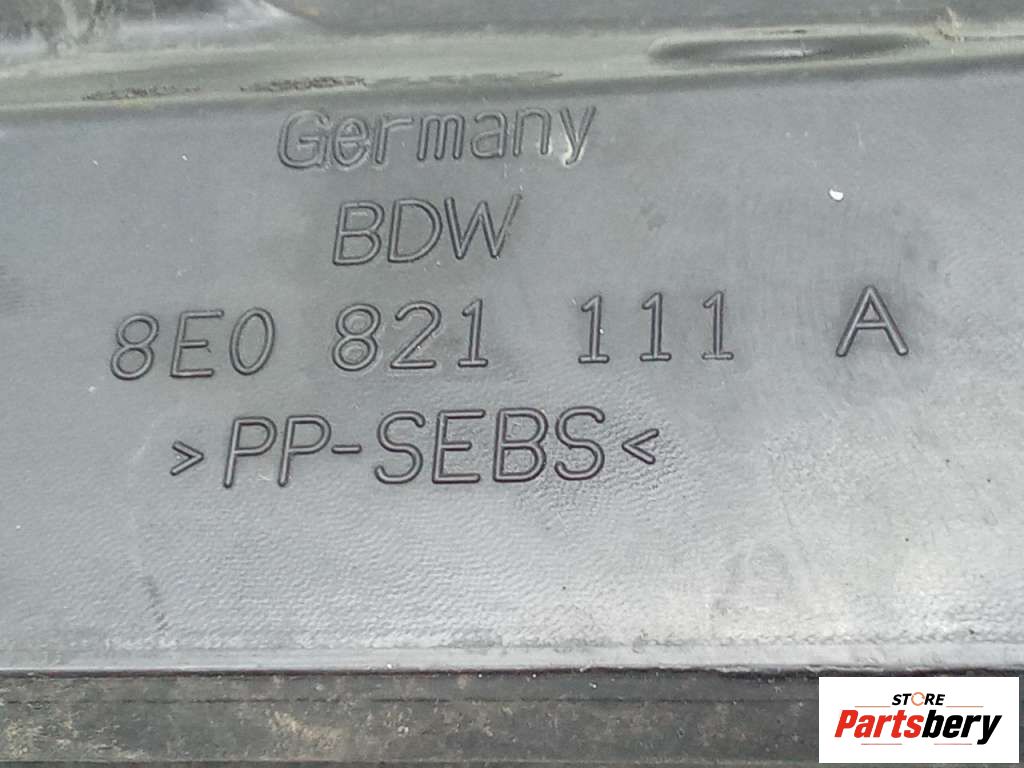 Germany
BDW
8E0 821 111 A
>PP-SEBS<
STORE
Partsbery